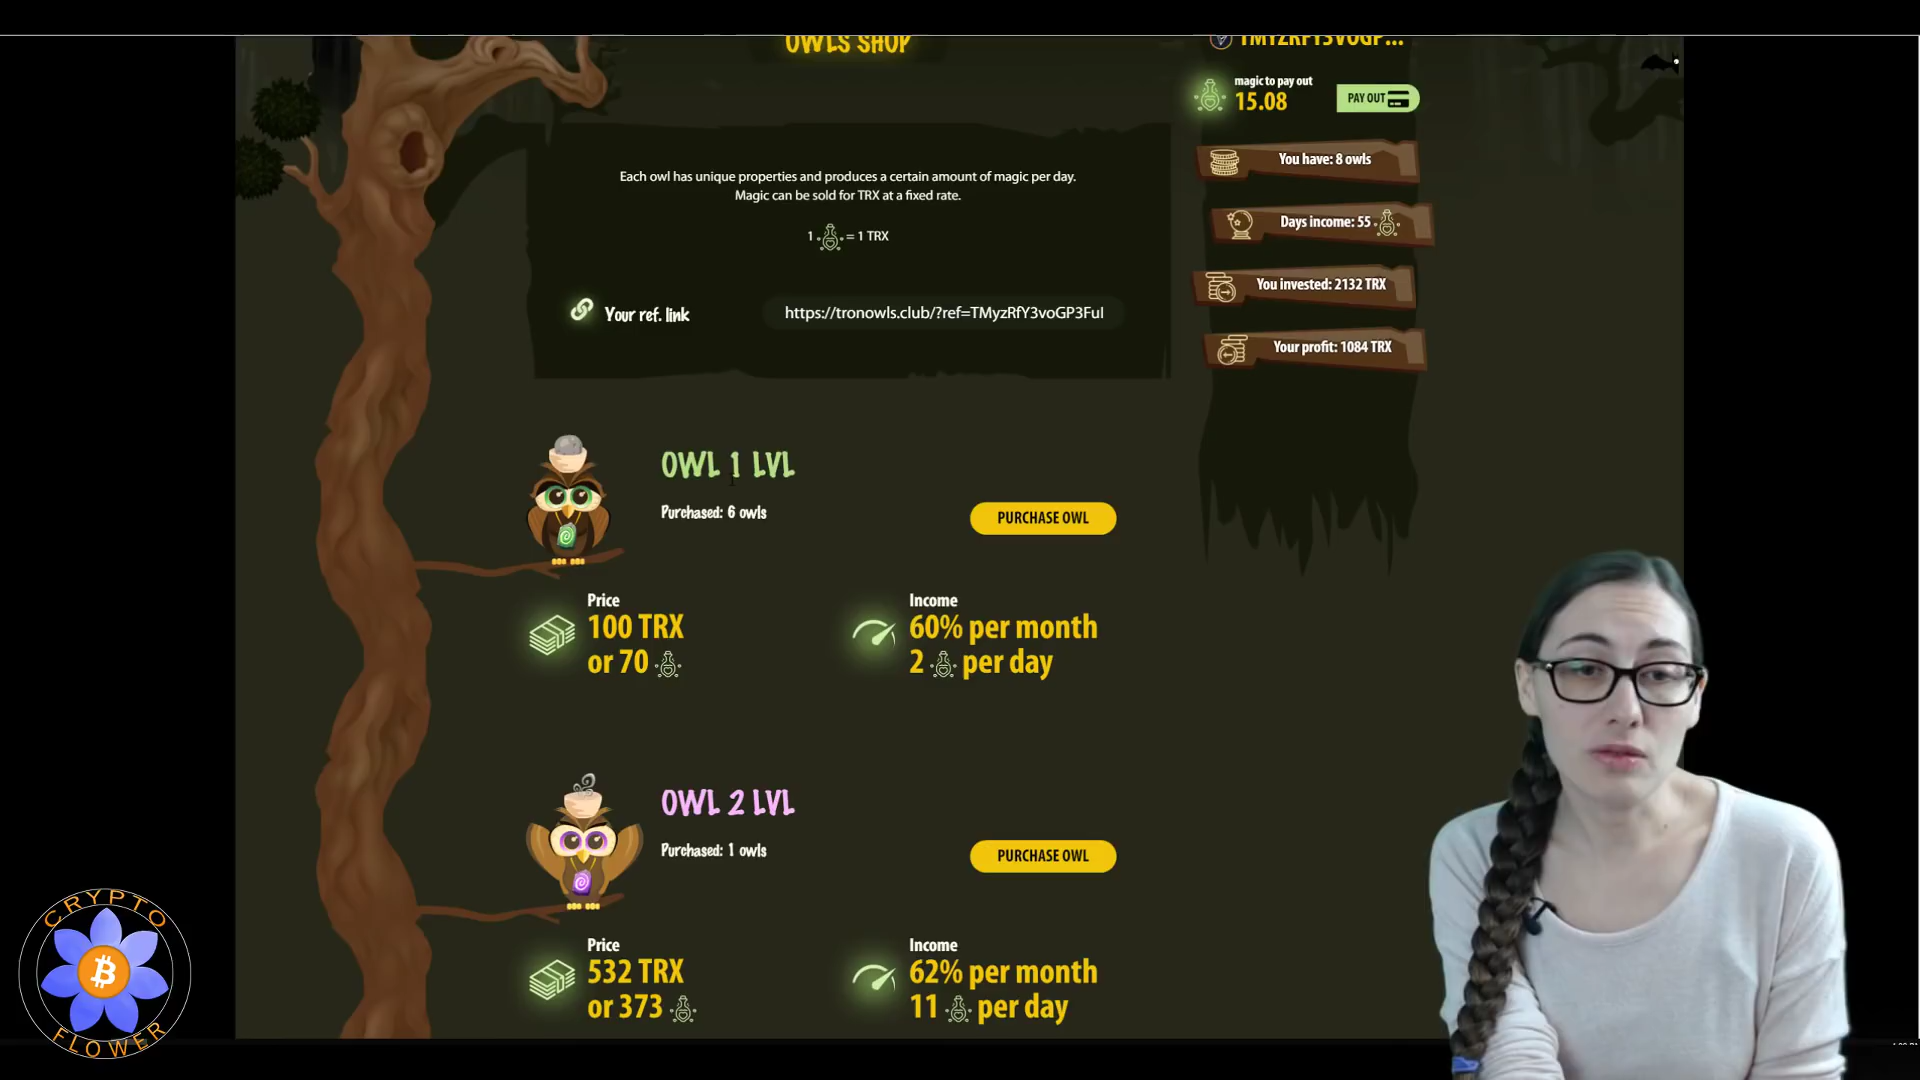 OWLS SHOP
magic to pay out
15.08
PAY OUT
You have: 8 owls
Days income: 55
You invested: 2132 TRX
Your profit: 1084 TRX
Each owl has unique properties and produces a certain amount of magic per day.
Magic can be sold for TRX at a fixed rate.
1 = 1 TRX
Your ref. link
https://tronowls.club/?ref=TMyzRfY3voGP3FuI
OWL 1 LVL
Purchased: 6 owls
PURCHASE OWL
Price
100 TRX
or 70
Income
60% per month
2 per day
OWL 2 LVL
Purchased: 1 owls
PURCHASE OWL
Price
532 TRX
or 373
Income
62% per month
11 per day
CRYPTO
FLOWER